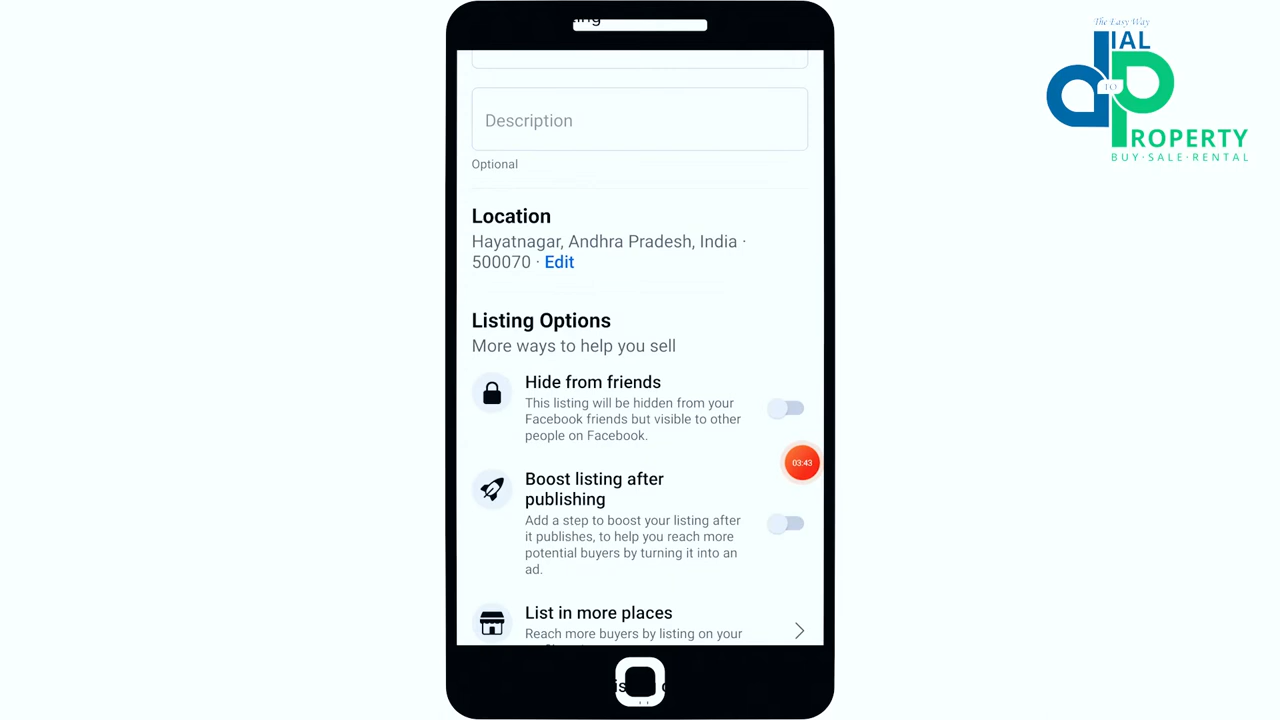 The Easy Way
DIAL
TO
PROPERTY
BUY·SALE·RENTAL
Description
Optional
Location
Hayatnagar, Andhra Pradesh, India ·
500070 · Edit
Listing Options
More ways to help you sell
Hide from friends
This listing will be hidden from your
Facebook friends but visible to other
people on Facebook.
03:43
Boost listing after
publishing
Add a step to boost your listing after
it publishes, to help you reach more
potential buyers by turning it into an
ad.
List in more places
Reach more buyers by listing on your